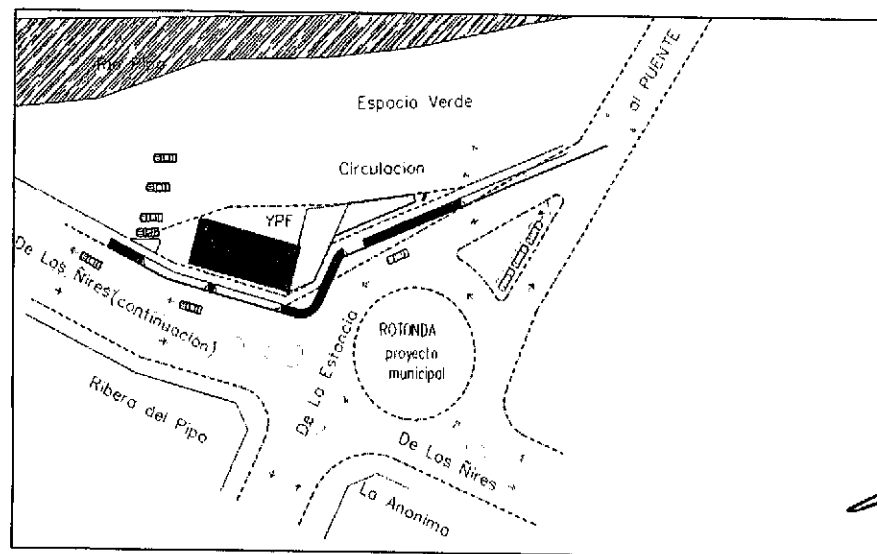 Rio Pipo
al PUENTE
Espacio Verde
Circulacion
YPF
De Los Ñires(continuacion)
De La Estancia
ROTONDA
proyecto
municipal
Ribera del Pipo
De Los Ñires
La Anonima